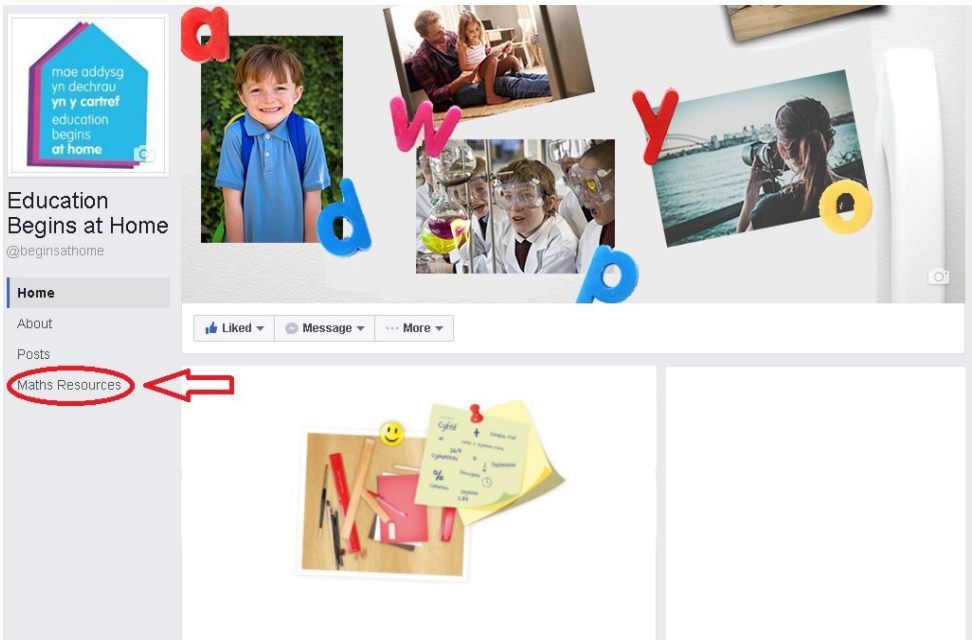 mae addysg
yn dechrau
yn y cartref
education
begins
at home
a
w
y
d
o
p
Education
Begins at Home
@beginsathome
Home
About
Posts
Maths Resources
Liked
Message
More
Cyfrif
+
%